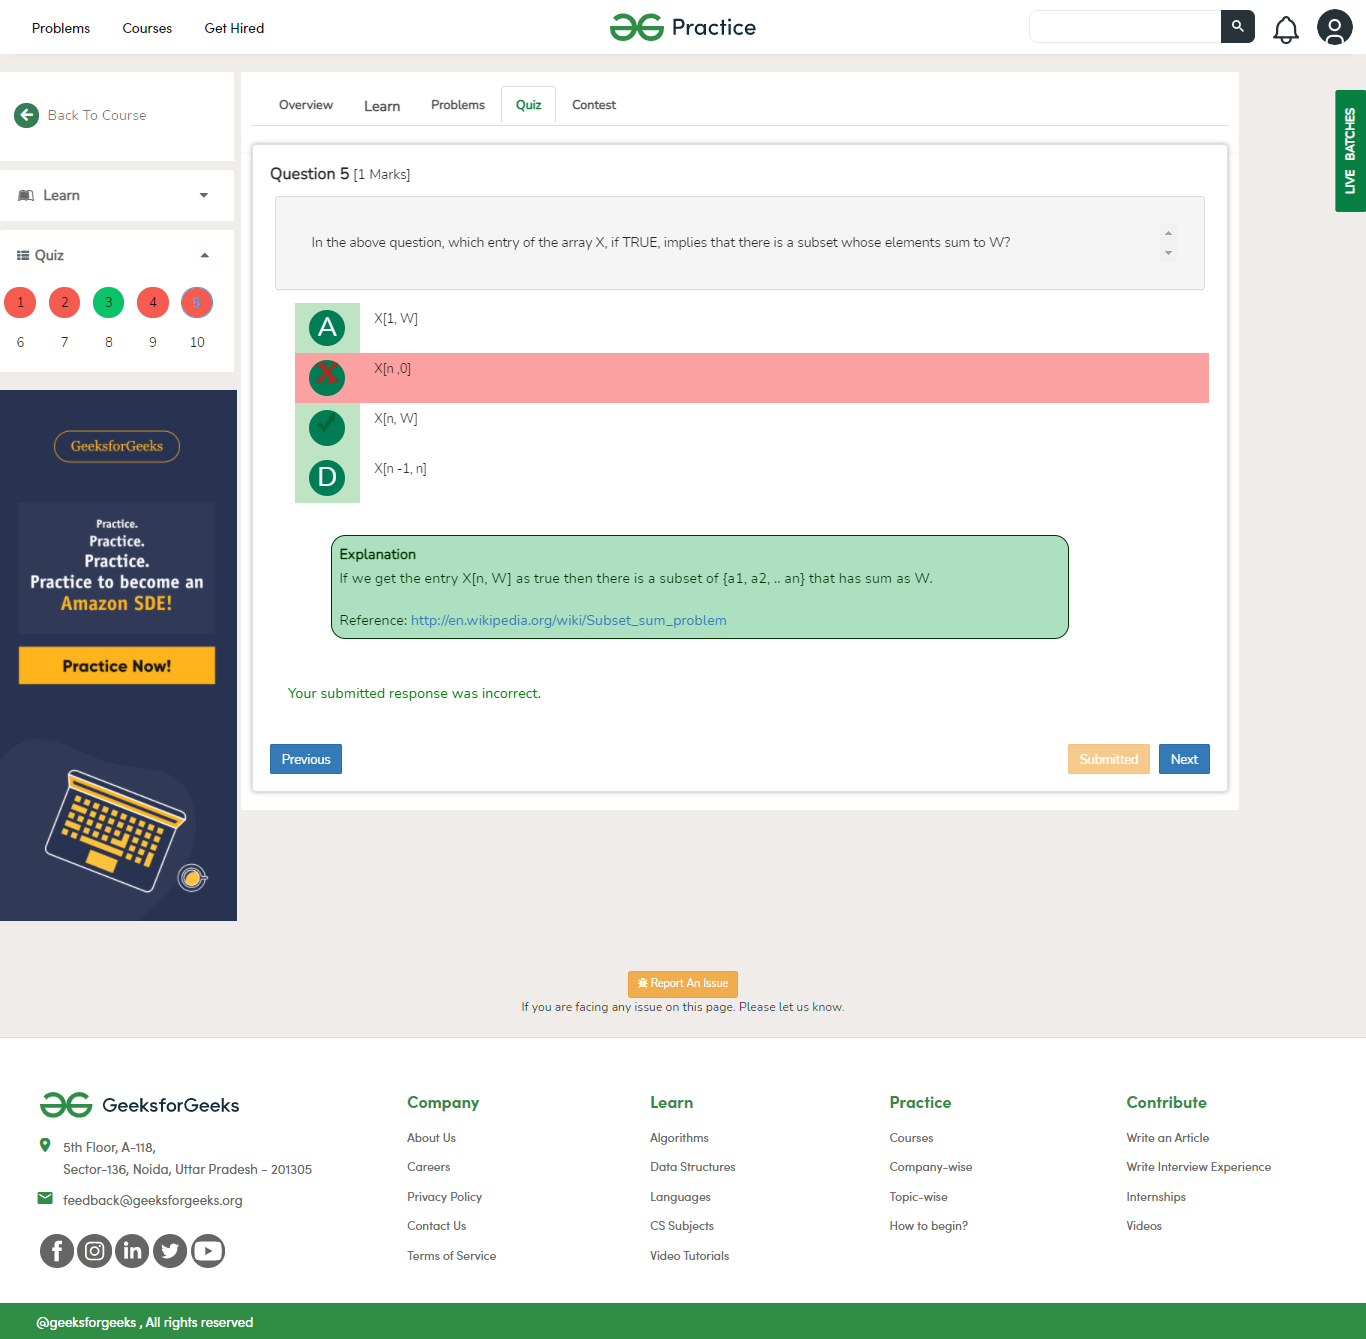 Problems Courses Get Hired
Practice
LIVE BATCHES
Back To Course
Learn
Quiz
1 2 3 4 5
6 7 8 9 10
GeeksforGeeks
Practice.
Practice.
Practice.
Practice to become an
Amazon SDE!
Practice Now!
Overview Learn Problems Quiz Contest
Question 5 [1 Marks]
In the above question, which entry of the array X, if TRUE, implies that there is a subset whose elements sum to W?
A X[1, W]
X X[n ,0]
X[n, W]
D X[n -1, n]
Explanation
If we get the entry X[n, W] as true then there is a subset of {a1, a2, .. an} that has sum as W.
Reference: http://en.wikipedia.org/wiki/Subset_sum_problem
Your submitted response was incorrect.
Previous Submitted Next
Report An Issue
If you are facing any issue on this page. Please let us know.
GeeksforGeeks
5th Floor, A-118,
Sector-136, Noida, Uttar Pradesh - 201305
feedback@geeksforgeeks.org
Company
About Us
Careers
Privacy Policy
Contact Us
Terms of Service
Learn
Algorithms
Data Structures
Languages
CS Subjects
Video Tutorials
Practice
Courses
Company-wise
Topic-wise
How to begin?
Contribute
Write an Article
Write Interview Experience
Internships
Videos
@geeksforgeeks , All rights reserved